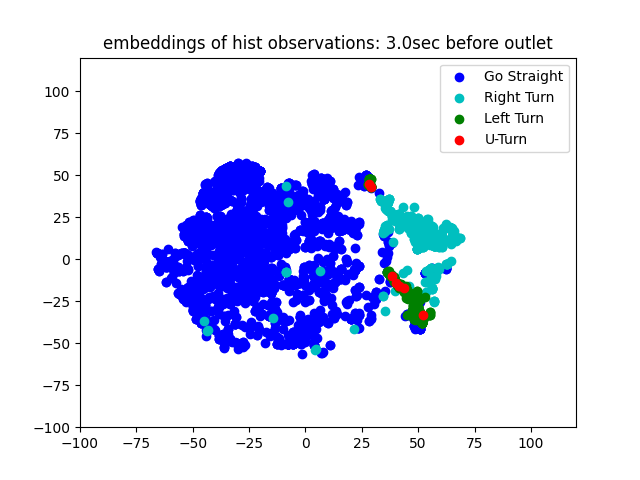 embeddings of hist observations: 3.0sec before outlet
Go Straight
Right Turn
Left Turn
U-Turn
100
75
50
25
0
−25
−50
−75
−100
−100 −75 −50 −25 0 25 50 75 100